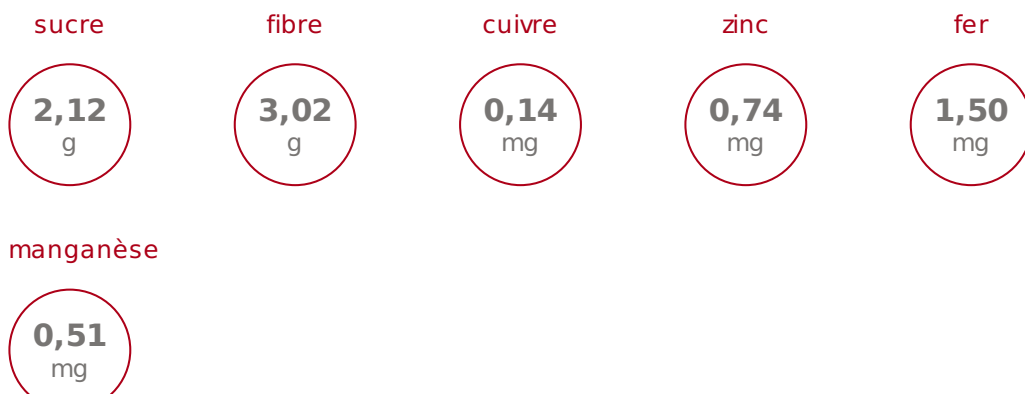 sucre fibre cuivre zinc fer
2,12 3,02 0,14 0,74 1,50
g g mg mg mg
manganèse
0,51
mg